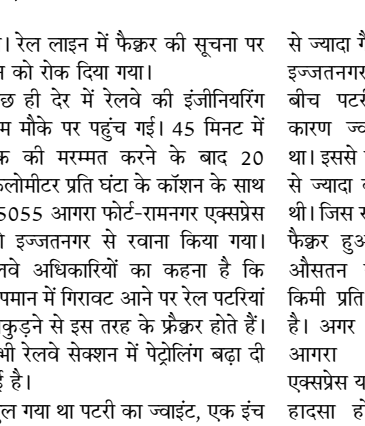 । रेल लाइन में फैक्चर की सूचना पर
को रोक दिया गया।
छ ही देर में रेलवे की इंजीनियरिंग
म मौके पर पहुंच गई। 45 मिनट में
क की मरम्मत करने के बाद 20
लोमीटर प्रति घंटा के कॉशन के साथ
5055 आगरा फोर्ट-रामनगर एक्सप्रेस
इज्जतनगर से रवाना किया गया।
लवे अधिकारियों का कहना है कि
पमान में गिरावट आने पर रेल पटरियां
कुड़ने से इस तरह के फ्रैक्चर होते हैं।
भी रेलवे सेक्शन में पेट्रोलिंग बढ़ा दी
ई है।
ल गया था पटरी का ज्वाइंट, एक इंच
से ज्यादा
इज्जतनगर
बीच
कारण
था। इससे
से ज्यादा
थी। जिस
फैक्चर
औसतन
किमी प्रति
है। अगर
आगरा
एक्सप्रेस
हादसा